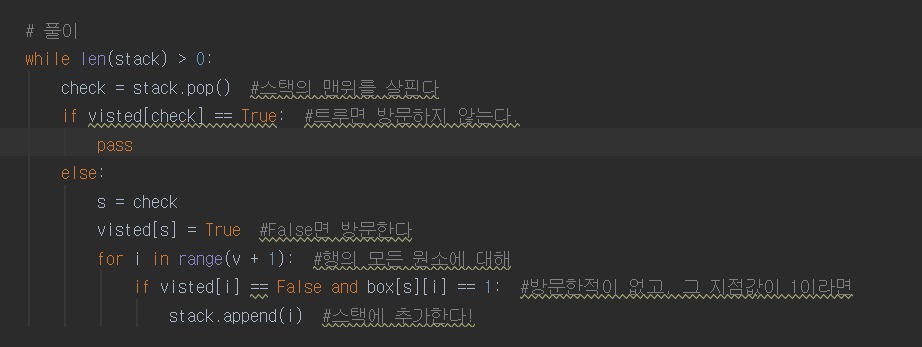 # 풀이
while len(stack) > 0:
    check = stack.pop()  #스택의 맨위를 살핀다
    if visted[check] == True:  #트루면 방문하지 않는다.
        pass
    else:
        s = check
        visted[s] = True  #False면 방문한다
        for i in range(v + 1):  #행의 모든 원소에 대해
            if visted[i] == False and box[s][i] == 1:  #방문한적이 없고, 그 지점값이 1이라면
                stack.append(i)  #스택에 추가한다!